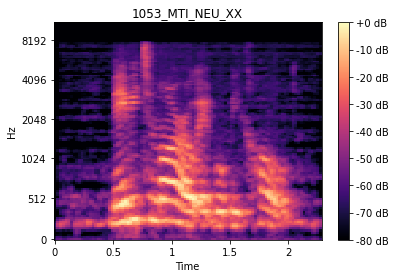 1053_MTI_NEU_XX
+0 dB
8192
-10 dB
4096
-20 dB
-30 dB
2048
-40 dB
Hz
1024
-50 dB
512
-60 dB
-70 dB
0
-80 dB
0 0.5 1 1.5 2
Time